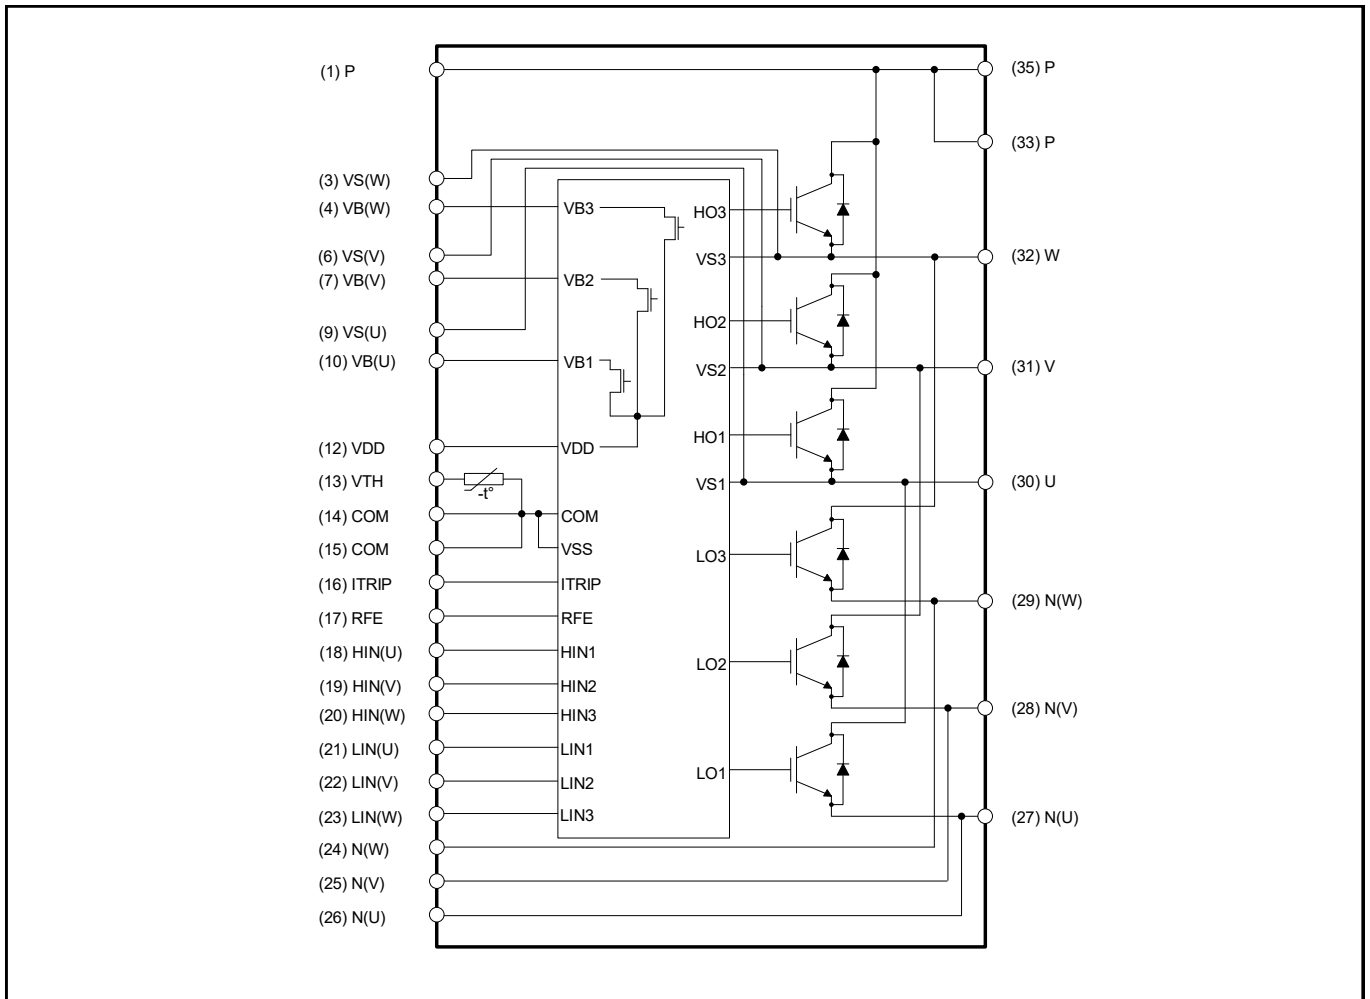 (1) P
(3) VS(W)
(4) VB(W)
(6) VS(V)
(7) VB(V)
(9) VS(U)
(10) VB(U)
(12) VDD
(13) VTH
(14) COM
(15) COM
(16) ITRIP
(17) RFE
(18) HIN(U)
(19) HIN(V)
(20) HIN(W)
(21) LIN(U)
(22) LIN(V)
(23) LIN(W)
(24) N(W)
(25) N(V)
(26) N(U)
-t°
VB3
VB2
VB1
VDD
COM
VSS
ITRIP
RFE
HIN1
HIN2
HIN3
LIN1
LIN2
LIN3
HO3
VS3
HO2
VS2
HO1
VS1
LO3
LO2
LO1
(35) P
(33) P
(32) W
(31) V
(30) U
(29) N(W)
(28) N(V)
(27) N(U)